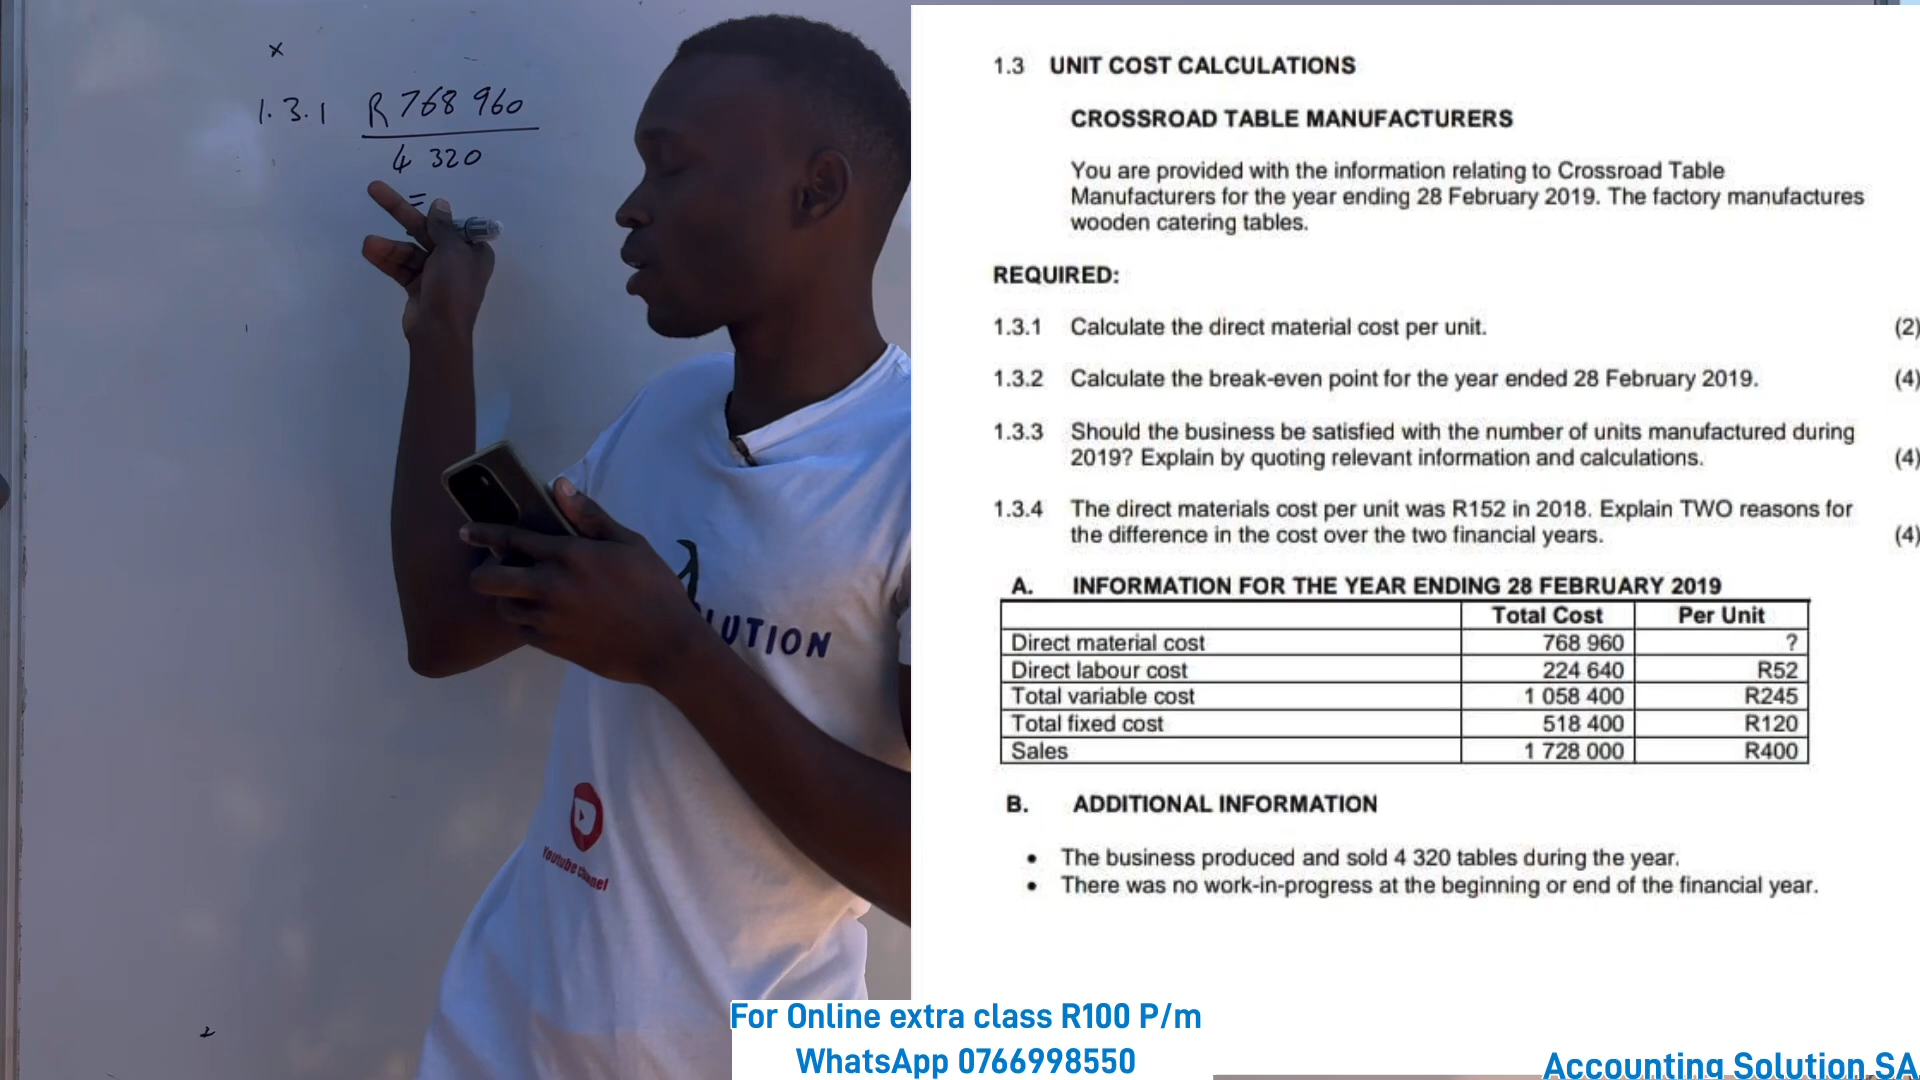 x
1.3.1 R 768 960
4 320
=
LUTION
Youtube channel
1.3 UNIT COST CALCULATIONS
CROSSROAD TABLE MANUFACTURERS
You are provided with the information relating to Crossroad Table
Manufacturers for the year ending 28 February 2019. The factory manufactures
wooden catering tables.
REQUIRED:
1.3.1 Calculate the direct material cost per unit. (2)
1.3.2 Calculate the break-even point for the year ended 28 February 2019. (4)
1.3.3 Should the business be satisfied with the number of units manufactured during
2019? Explain by quoting relevant information and calculations. (4)
1.3.4 The direct materials cost per unit was R152 in 2018. Explain TWO reasons for
the difference in the cost over the two financial years. (4)
A. INFORMATION FOR THE YEAR ENDING 28 FEBRUARY 2019
Total Cost Per Unit
Direct material cost 768 960 ?
Direct labour cost 224 640 R52
Total variable cost 1 058 400 R245
Total fixed cost 518 400 R120
Sales 1 728 000 R400
B. ADDITIONAL INFORMATION
• The business produced and sold 4 320 tables during the year.
• There was no work-in-progress at the beginning or end of the financial year.
For Online extra class R100 P/m
WhatsApp 0766998550
Accounting Solution SA